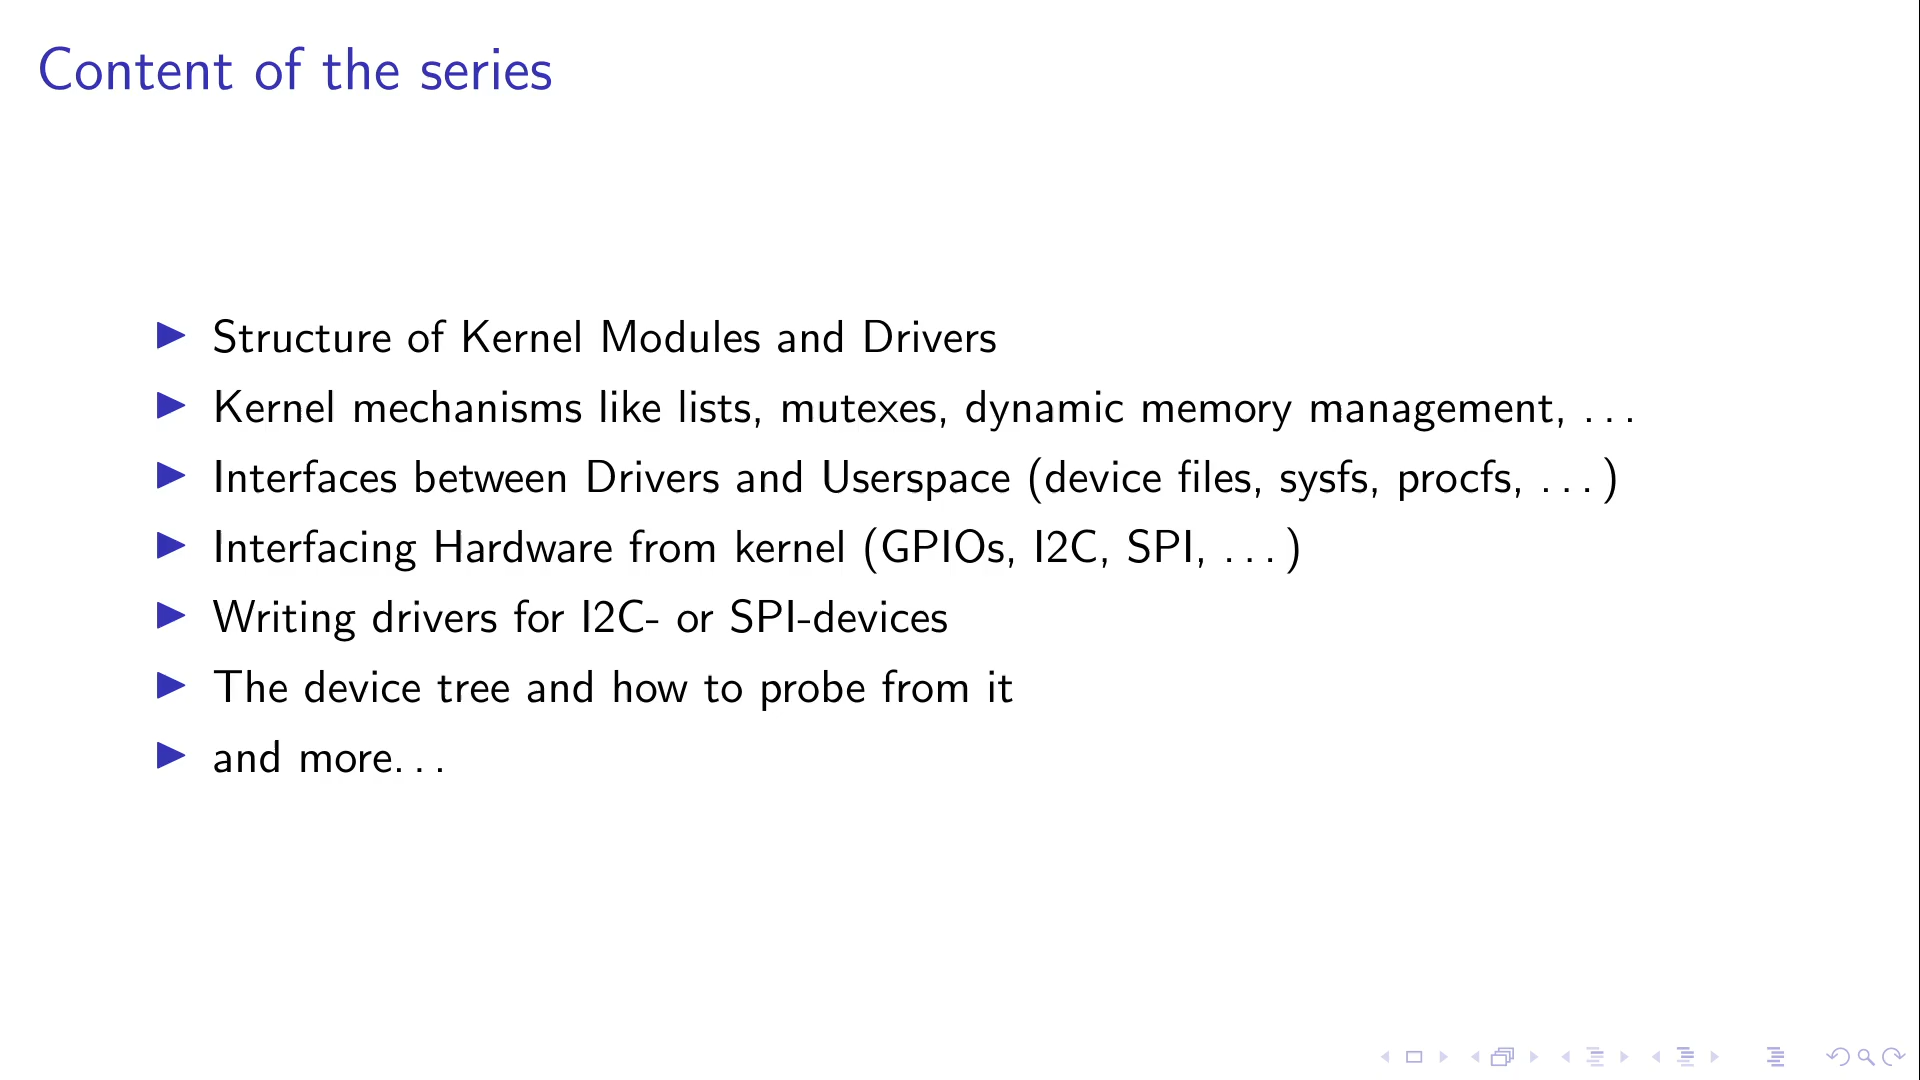 Content of the series
Structure of Kernel Modules and Drivers
Kernel mechanisms like lists, mutexes, dynamic memory management, . . .
Interfaces between Drivers and Userspace (device files, sysfs, procfs, . . . )
Interfacing Hardware from kernel (GPIOs, I2C, SPI, . . . )
Writing drivers for I2C- or SPI-devices
The device tree and how to probe from it
and more. . .